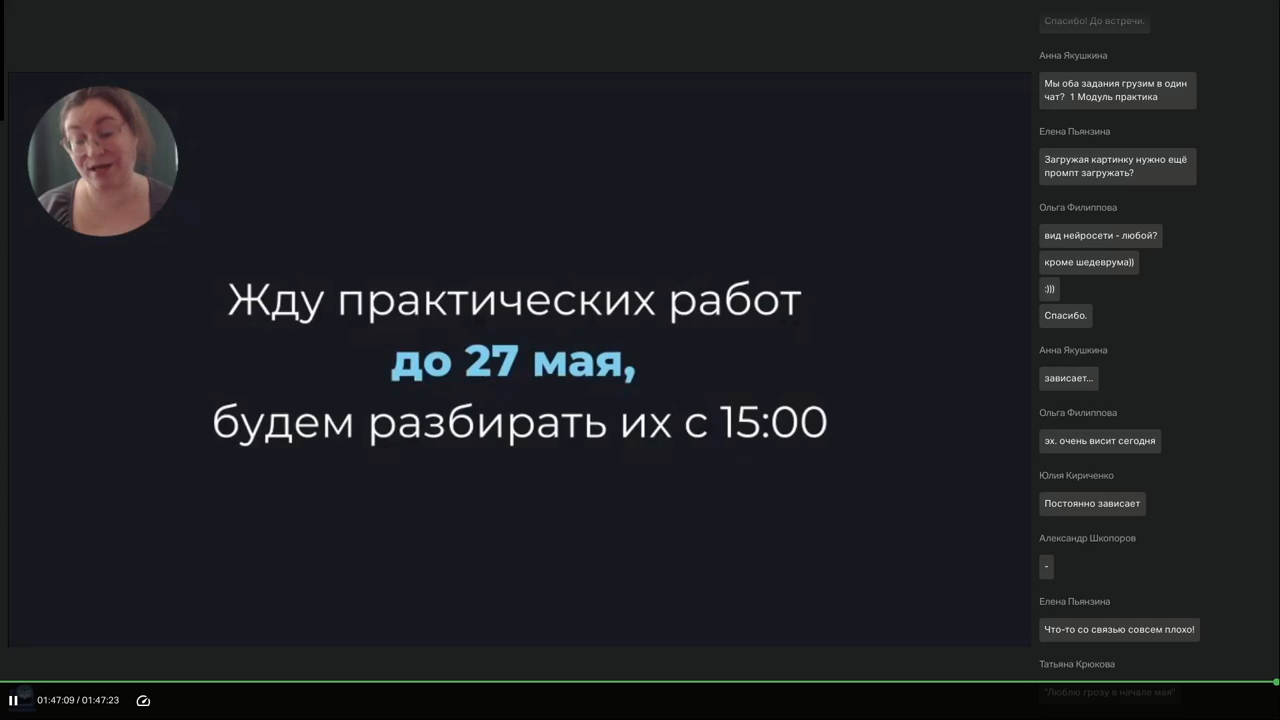 Жду практических работ
до 27 мая,
будем разбирать их с 15:00
Спасибо! До встречи.
Анна Якушкина
Мы оба задания грузим в один
чат? 1 Модуль практика
Елена Пьянзина
Загружая картинку нужно ещё
промпт загружать?
Ольга Филиппова
вид нейросети - любой?
кроме шедеврума))
:)))
Спасибо.
Анна Якушкина
зависает...
Ольга Филиппова
эх. очень висит сегодня
Юлия Кириченко
Постоянно зависает
Александр Шкопоров
-
Елена Пьянзина
Что-то со связью совсем плохо!
Татьяна Крюкова
"Люблю грозу в начале мая"
01:47:09 / 01:47:23